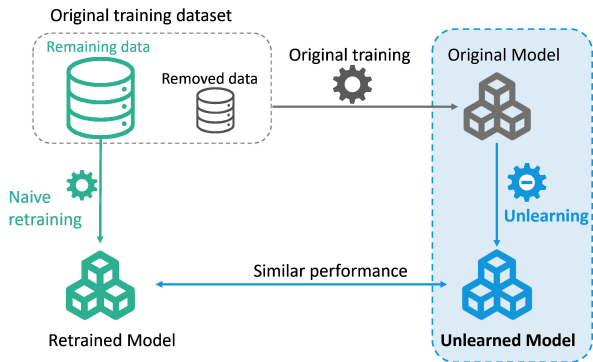 Original training dataset
Remaining data
Removed data
Original training
Original Model
Naive
retraining
Unlearning
Similar performance
Retrained Model
Unlearned Model